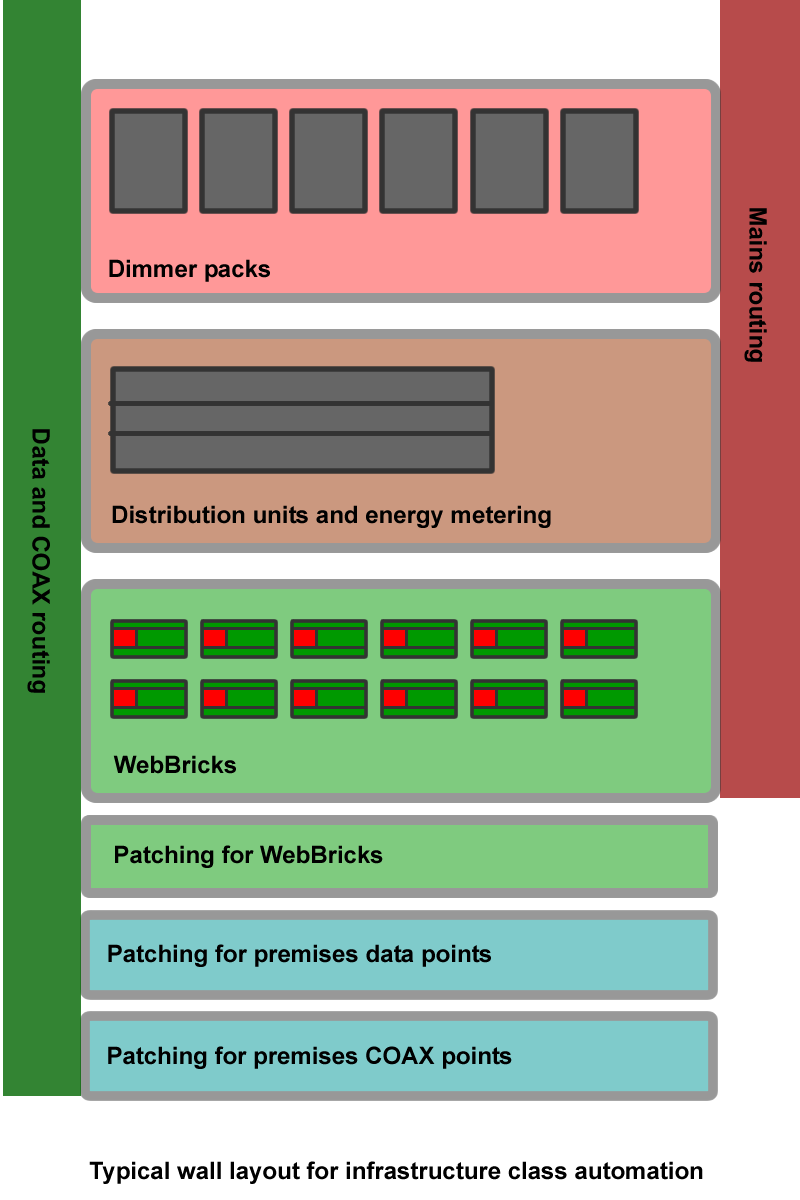 Mains routing
Dimmer packs
Data and COAX routing
Distribution units and energy metering
WebBricks
Patching for WebBricks
Patching for premises data points
Patching for premises COAX points
Typical wall layout for infrastructure class automation